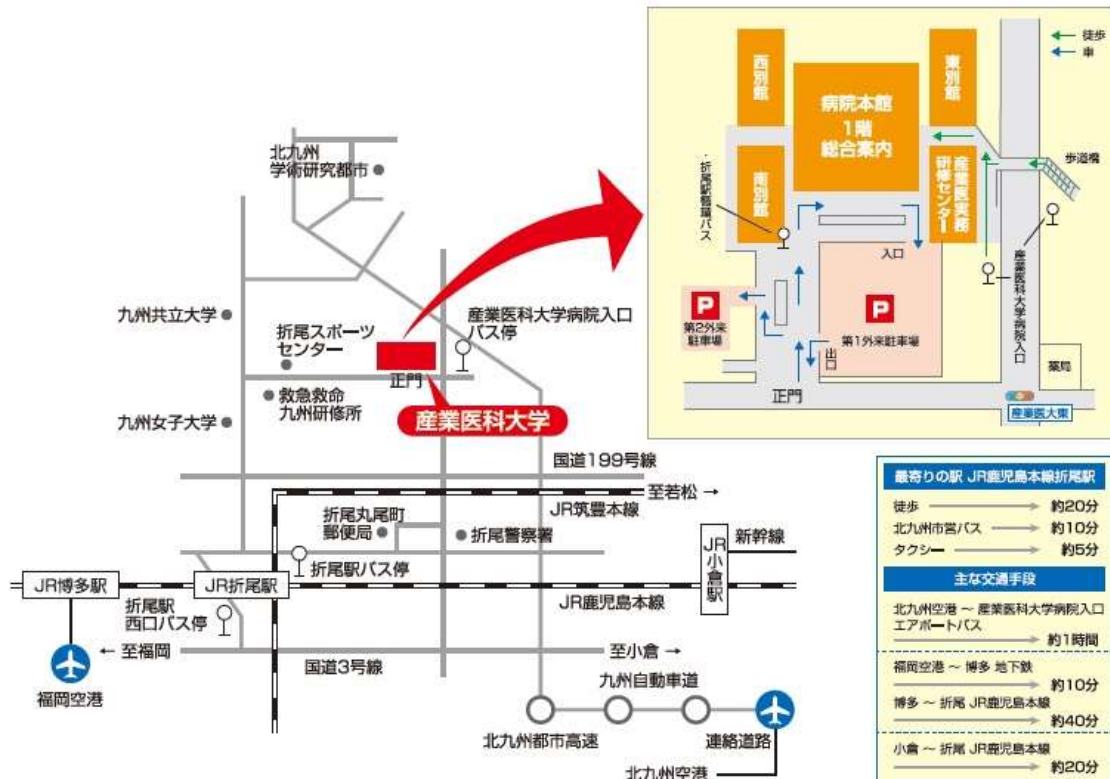 北九州
学術研究都市
九州共立大学
折尾スポーツ
センター
産業医科大学病院入口
バス停
正門
救急救命
九州研修所
九州女子大学
産業医科大学
国道199号線
至若松 →
JR筑豊本線
折尾丸尾町
郵便局
折尾警察署
新幹線
JR小倉駅
折尾駅バス停
JR博多駅
JR折尾駅
JR鹿児島本線
折尾駅
西口バス停
← 至福岡
至小倉 →
国道3号線
福岡空港
九州自動車道
北九州都市高速
連絡道路
北九州空港
徒歩
車
西別館
病院本館
1階
総合案内
東別館
南別館
・折尾駅循環バス
産業医実務
研修センター
歩道橋
入口
P
第2外来
駐車場
P
第1外来駐車場
出口
産業医科大学病院入口
薬局
正門
産業医大東
最寄りの駅 JR鹿児島本線折尾駅
徒歩 約20分
北九州市営バス 約10分
タクシー 約5分
主な交通手段
北九州空港 ～ 産業医科大学病院入口
エアポートバス
約1時間
福岡空港 ～ 博多 地下鉄
約10分
博多 ～ 折尾 JR鹿児島本線
約40分
小倉 ～ 折尾 JR鹿児島本線
約20分